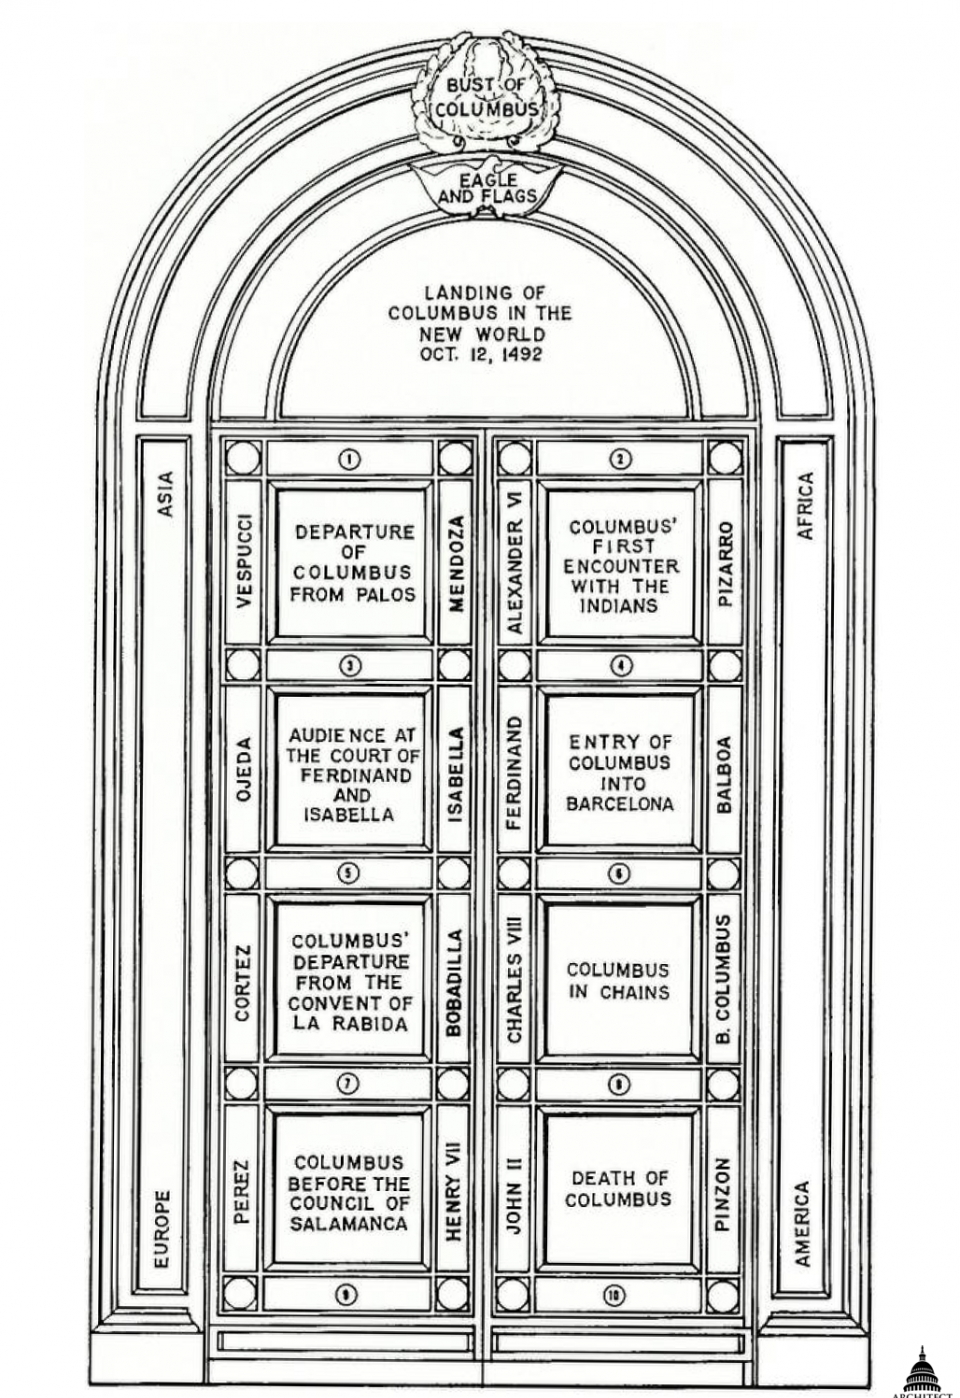 BUST OF
COLUMBUS
EAGLE
AND FLAGS
LANDING OF
COLUMBUS IN THE
NEW WORLD
OCT. 12, 1492
ASIA
EUROPE
AFRICA
AMERICA
1
2
VESPUCCI
DEPARTURE
OF
COLUMBUS
FROM PALOS
MENDOZA
ALEXANDER VI
COLUMBUS'
FIRST
ENCOUNTER
WITH THE
INDIANS
PIZARRO
3
4
OJEDA
AUDIENCE AT
THE COURT OF
FERDINAND
AND
ISABELLA
ISABELLA
FERDINAND
ENTRY OF
COLUMBUS
INTO
BARCELONA
BALBOA
5
6
CORTEZ
COLUMBUS'
DEPARTURE
FROM THE
CONVENT OF
LA RABIDA
BOBADILLA
CHARLES VIII
COLUMBUS
IN CHAINS
B. COLUMBUS
7
8
PEREZ
COLUMBUS
BEFORE THE
COUNCIL OF
SALAMANCA
HENRY VII
JOHN II
DEATH OF
COLUMBUS
PINZON
9
10
ARCHITECT